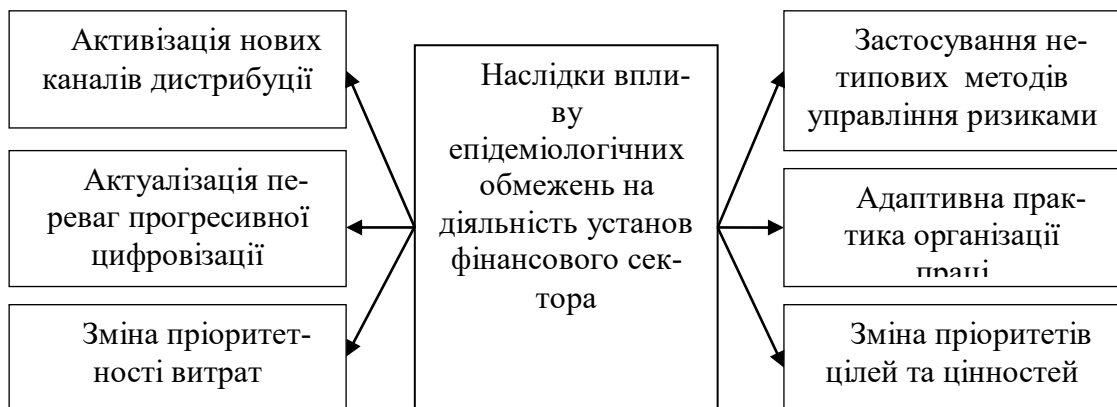 Активізація нових
каналів дистрибуції
Актуалізація пе-
реваг прогресивної
цифровізації
Зміна пріоритет-
ності витрат
Наслідки впли-
ву
епідеміологічних
обмежень на
діяльність установ
фінансового сек-
тора
Застосування не-
типових методів
управління ризиками
Адаптивна прак-
тика організації
праці
Зміна пріоритетів
цілей та цінностей